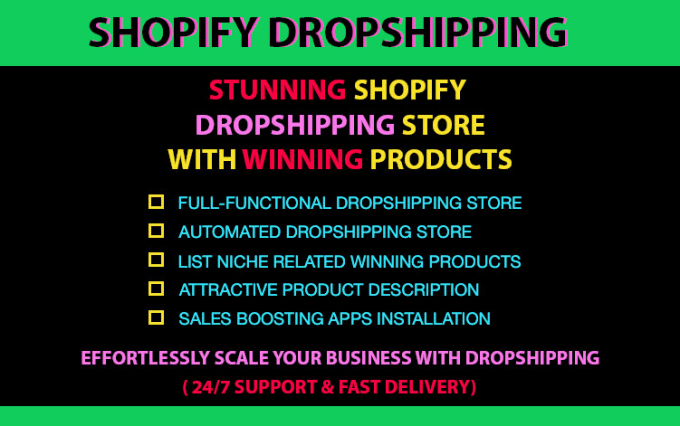 SHOPIFY DROPSHIPPING
STUNNING SHOPIFY
DROPSHIPPING STORE
WITH WINNING PRODUCTS
FULL-FUNCTIONAL DROPSHIPPING STORE
AUTOMATED DROPSHIPPING STORE
LIST NICHE RELATED WINNING PRODUCTS
ATTRACTIVE PRODUCT DESCRIPTION
SALES BOOSTING APPS INSTALLATION
EFFORTLESSLY SCALE YOUR BUSINESS WITH DROPSHIPPING
( 24/7 SUPPORT & FAST DELIVERY)